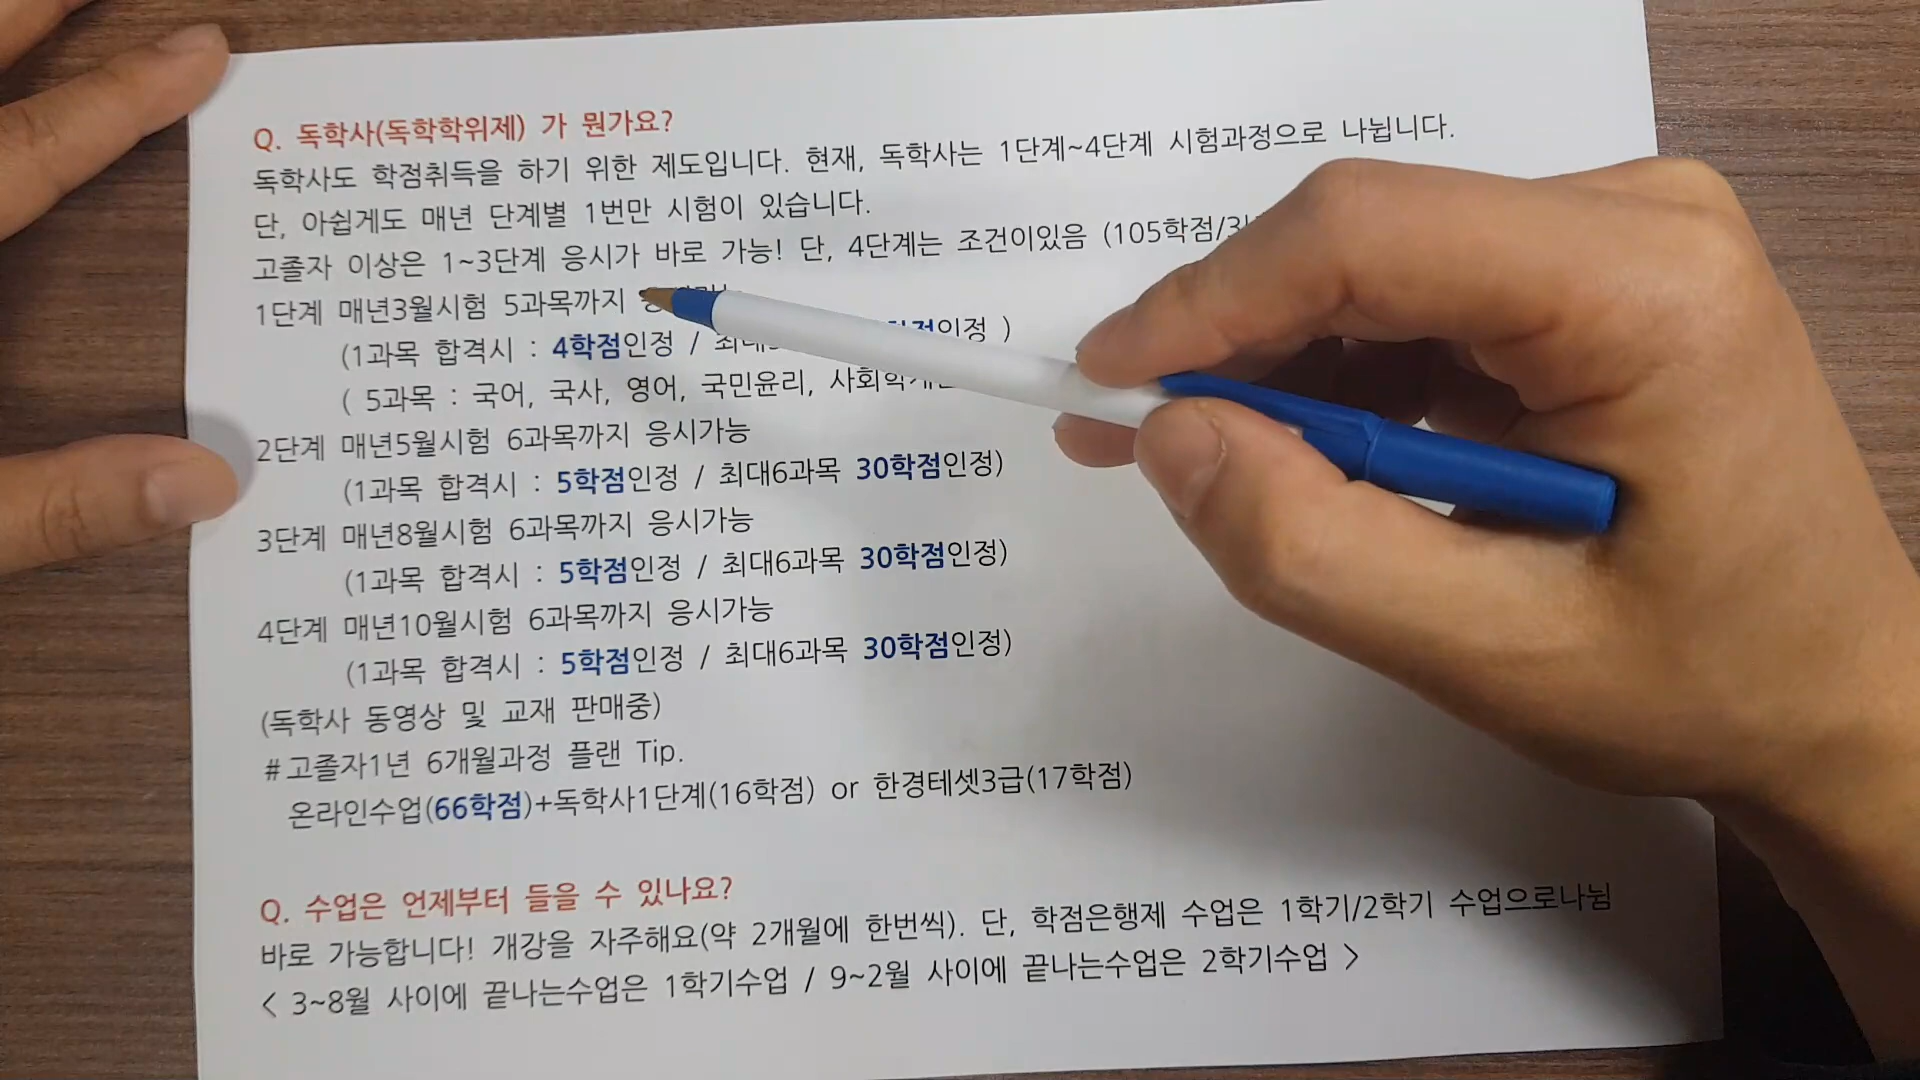 Q. 독학사(독학학위제) 가 뭔가요?
독학사도 학점취득을 하기 위한 제도입니다. 현재, 독학사는 1단계~4단계 시험과정으로 나뉩니다.
단, 아쉽게도 매년 단계별 1번만 시험이 있습니다.
고졸자 이상은 1~3단계 응시가 바로 가능! 단, 4단계는 조건이있음 (105학점/3
1단계 매년3월시험 5과목까지
(1과목 합격시 : 4학점인정 / 인정 )
( 5과목 : 국어, 국사, 영어, 국민윤리,
2단계 매년5월시험 6과목까지 응시가능
(1과목 합격시 : 5학점인정 / 최대6과목 30학점인정)
3단계 매년8월시험 6과목까지 응시가능
(1과목 합격시 : 5학점인정 / 최대6과목 30학점인정)
4단계 매년10월시험 6과목까지 응시가능
(1과목 합격시 : 5학점인정 / 최대6과목 30학점인정)
(독학사 동영상 및 교재 판매중)
#고졸자1년 6개월과정 플랜 Tip.
온라인수업(66학점)+독학사1단계(16학점) or 한경테셋3급(17학점)
Q. 수업은 언제부터 들을 수 있나요?
바로 가능합니다! 개강을 자주해요(약 2개월에 한번씩). 단, 학점은행제 수업은 1학기/2학기 수업으로나뉨
< 3~8월 사이에 끝나는수업은 1학기수업 / 9~2월 사이에 끝나는수업은 2학기수업 >